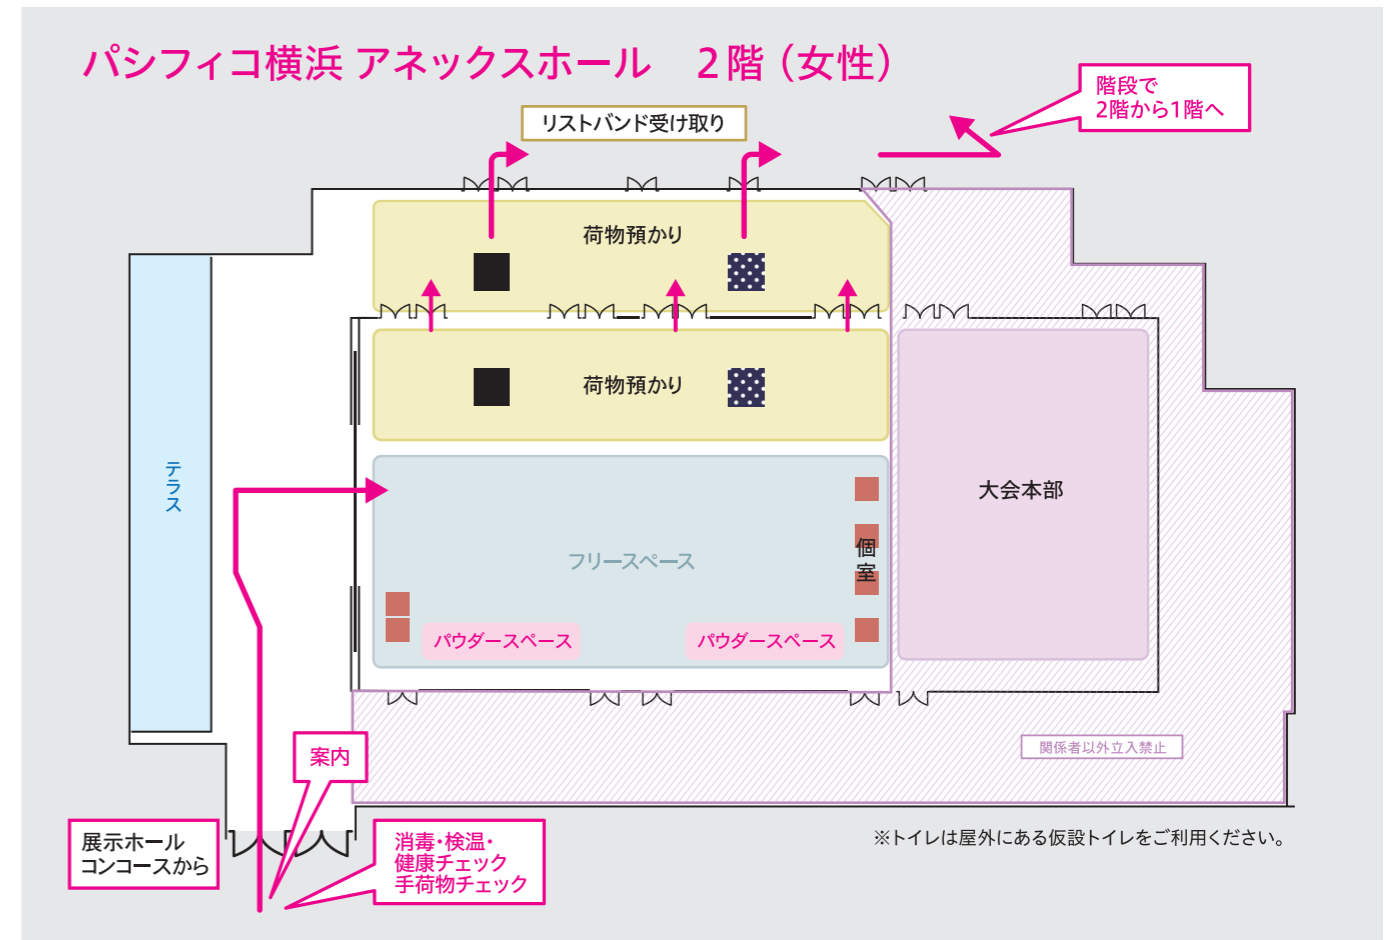 パシフィコ横浜 アネックスホール　２階（女性）
階段で
2階から1階へ
リストバンド受け取り
荷物預かり
荷物預かり
テラス
大会本部
個室
フリースペース
パウダースペース
パウダースペース
案内
関係者以外立入禁止
展示ホール
コンコースから
消毒・検温・
健康チェック
手荷物チェック
※トイレは屋外にある仮設トイレをご利用ください。